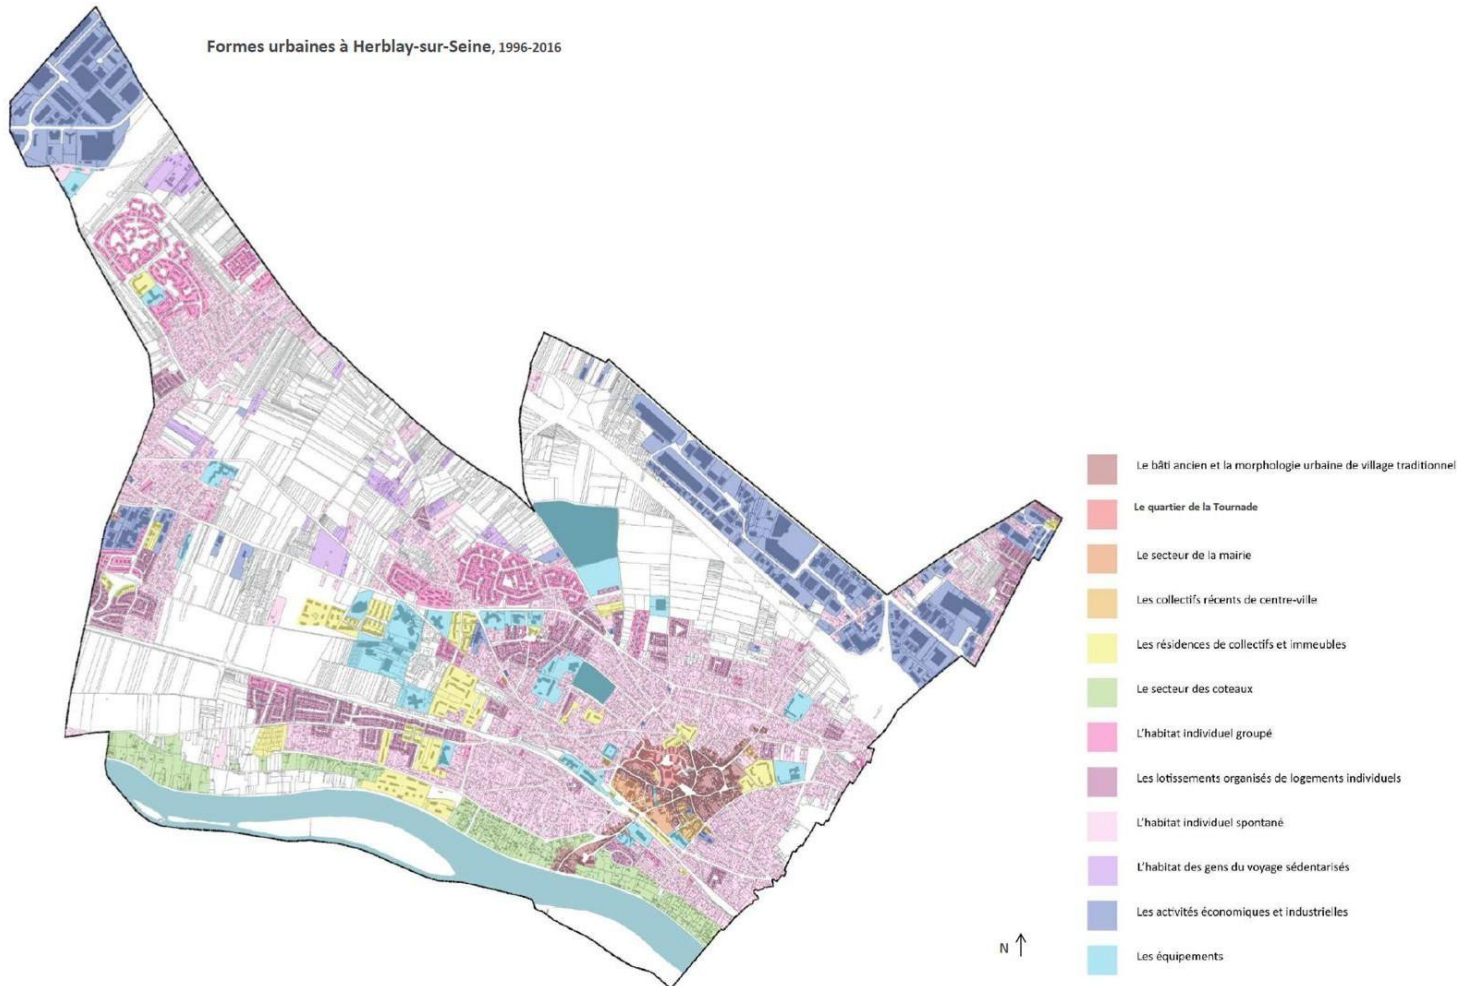 Formes urbaines à Herblay-sur-Seine, 1996-2016
Le bâti ancien et la morphologie urbaine de village traditionnel
Le quartier de la Tournade
Le secteur de la mairie
Les collectifs récents de centre-ville
Les résidences de collectifs et immeubles
Le secteur des coteaux
L'habitat individuel groupé
Les lotissements organisés de logements individuels
L'habitat individuel spontané
L'habitat des gens du voyage sédentarisés
Les activités économiques et industrielles
N
Les équipements